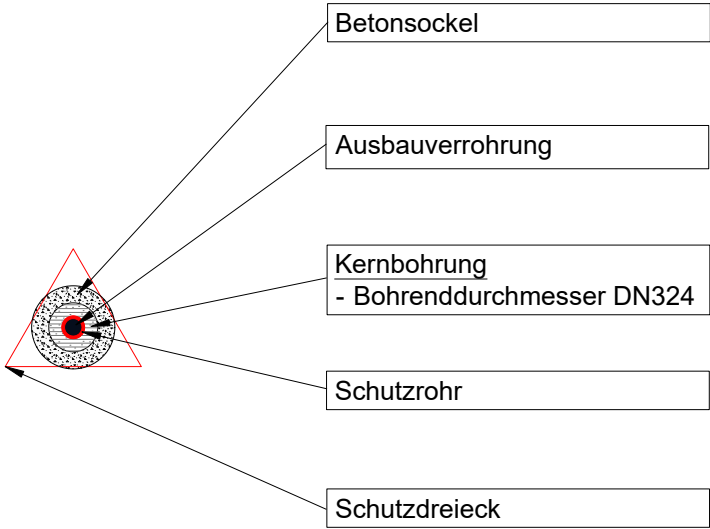 Betonsockel
Ausbauverrohrung
Kernbohrung
- Bohrenddurchmesser DN324
Schutzrohr
Schutzdreieck